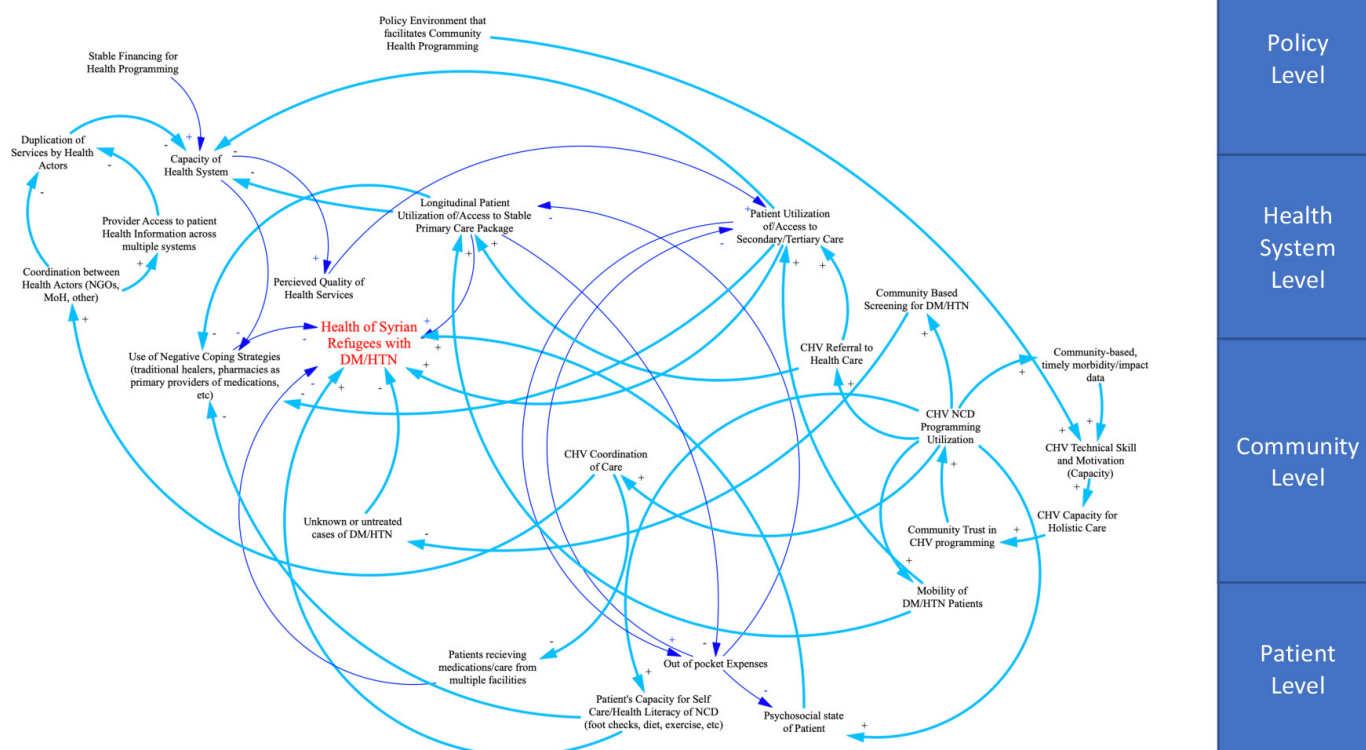 Policy Environment that
facilitates Community
Health Programming
Policy
Level
Stable Financing for
Health Programming
+
Duplication of
Services by Health
Actors
-
-
-
Capacity of
Health System
-
-
-
Provider Access to patient
Health Information across
multiple systems
+
Coordination between
Health Actors (NGOs,
MoH, other)
+
+
Percieved Quality of
Health Services
Longitudinal Patient
Utilization of/Access to Stable
Primary Care Package
+
+
-
+
Patient Utilization
of/Access to
Secondary/Tertiary Care
-
+
+
Health
System
Level
Community Based
Screening for DM/HTN
+
Health of Syrian
Refugees with
DM/HTN
+
+
+
-
-
+
-
-
-
Use of Negative Coping Strategies
(traditional healers, pharmacies as
primary providers of medications,
etc)
-
-
CHV Referral to
Health Care
+
Community-based,
timely morbidity/impact
data
+
CHV NCD
Programming
Utilization
+
+
+
CHV Technical Skill
and Motivation
(Capacity)
+
CHV Capacity for
Holistic Care
+
Community Trust in
CHV programming
Community
Level
CHV Coordination
of Care
+
Unknown or untreated
cases of DM/HTN
-
+
Mobility of
DM/HTN Patients
Patients recieving
medications/care from
multiple facilities
-
+
-
Out of pocket Expenses
-
+
Patient's Capacity for Self
Care/Health Literacy of NCD
(foot checks, diet, exercise, etc)
Psychosocial state
of Patient
+
Patient
Level